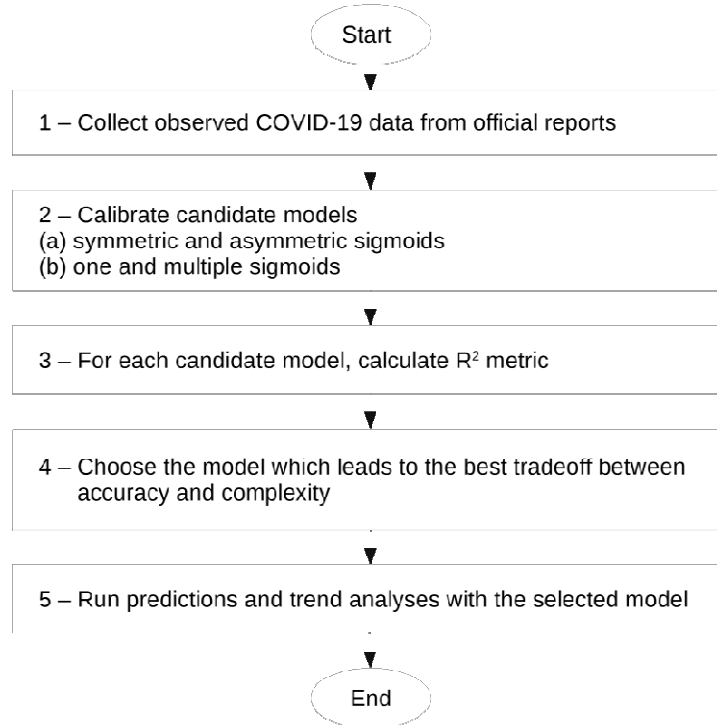 Start
1 – Collect observed COVID-19 data from official reports
2 – Calibrate candidate models
(a) symmetric and asymmetric sigmoids
(b) one and multiple sigmoids
3 – For each candidate model, calculate R² metric
4 – Choose the model which leads to the best tradeoff between
accuracy and complexity
5 – Run predictions and trend analyses with the selected model
End